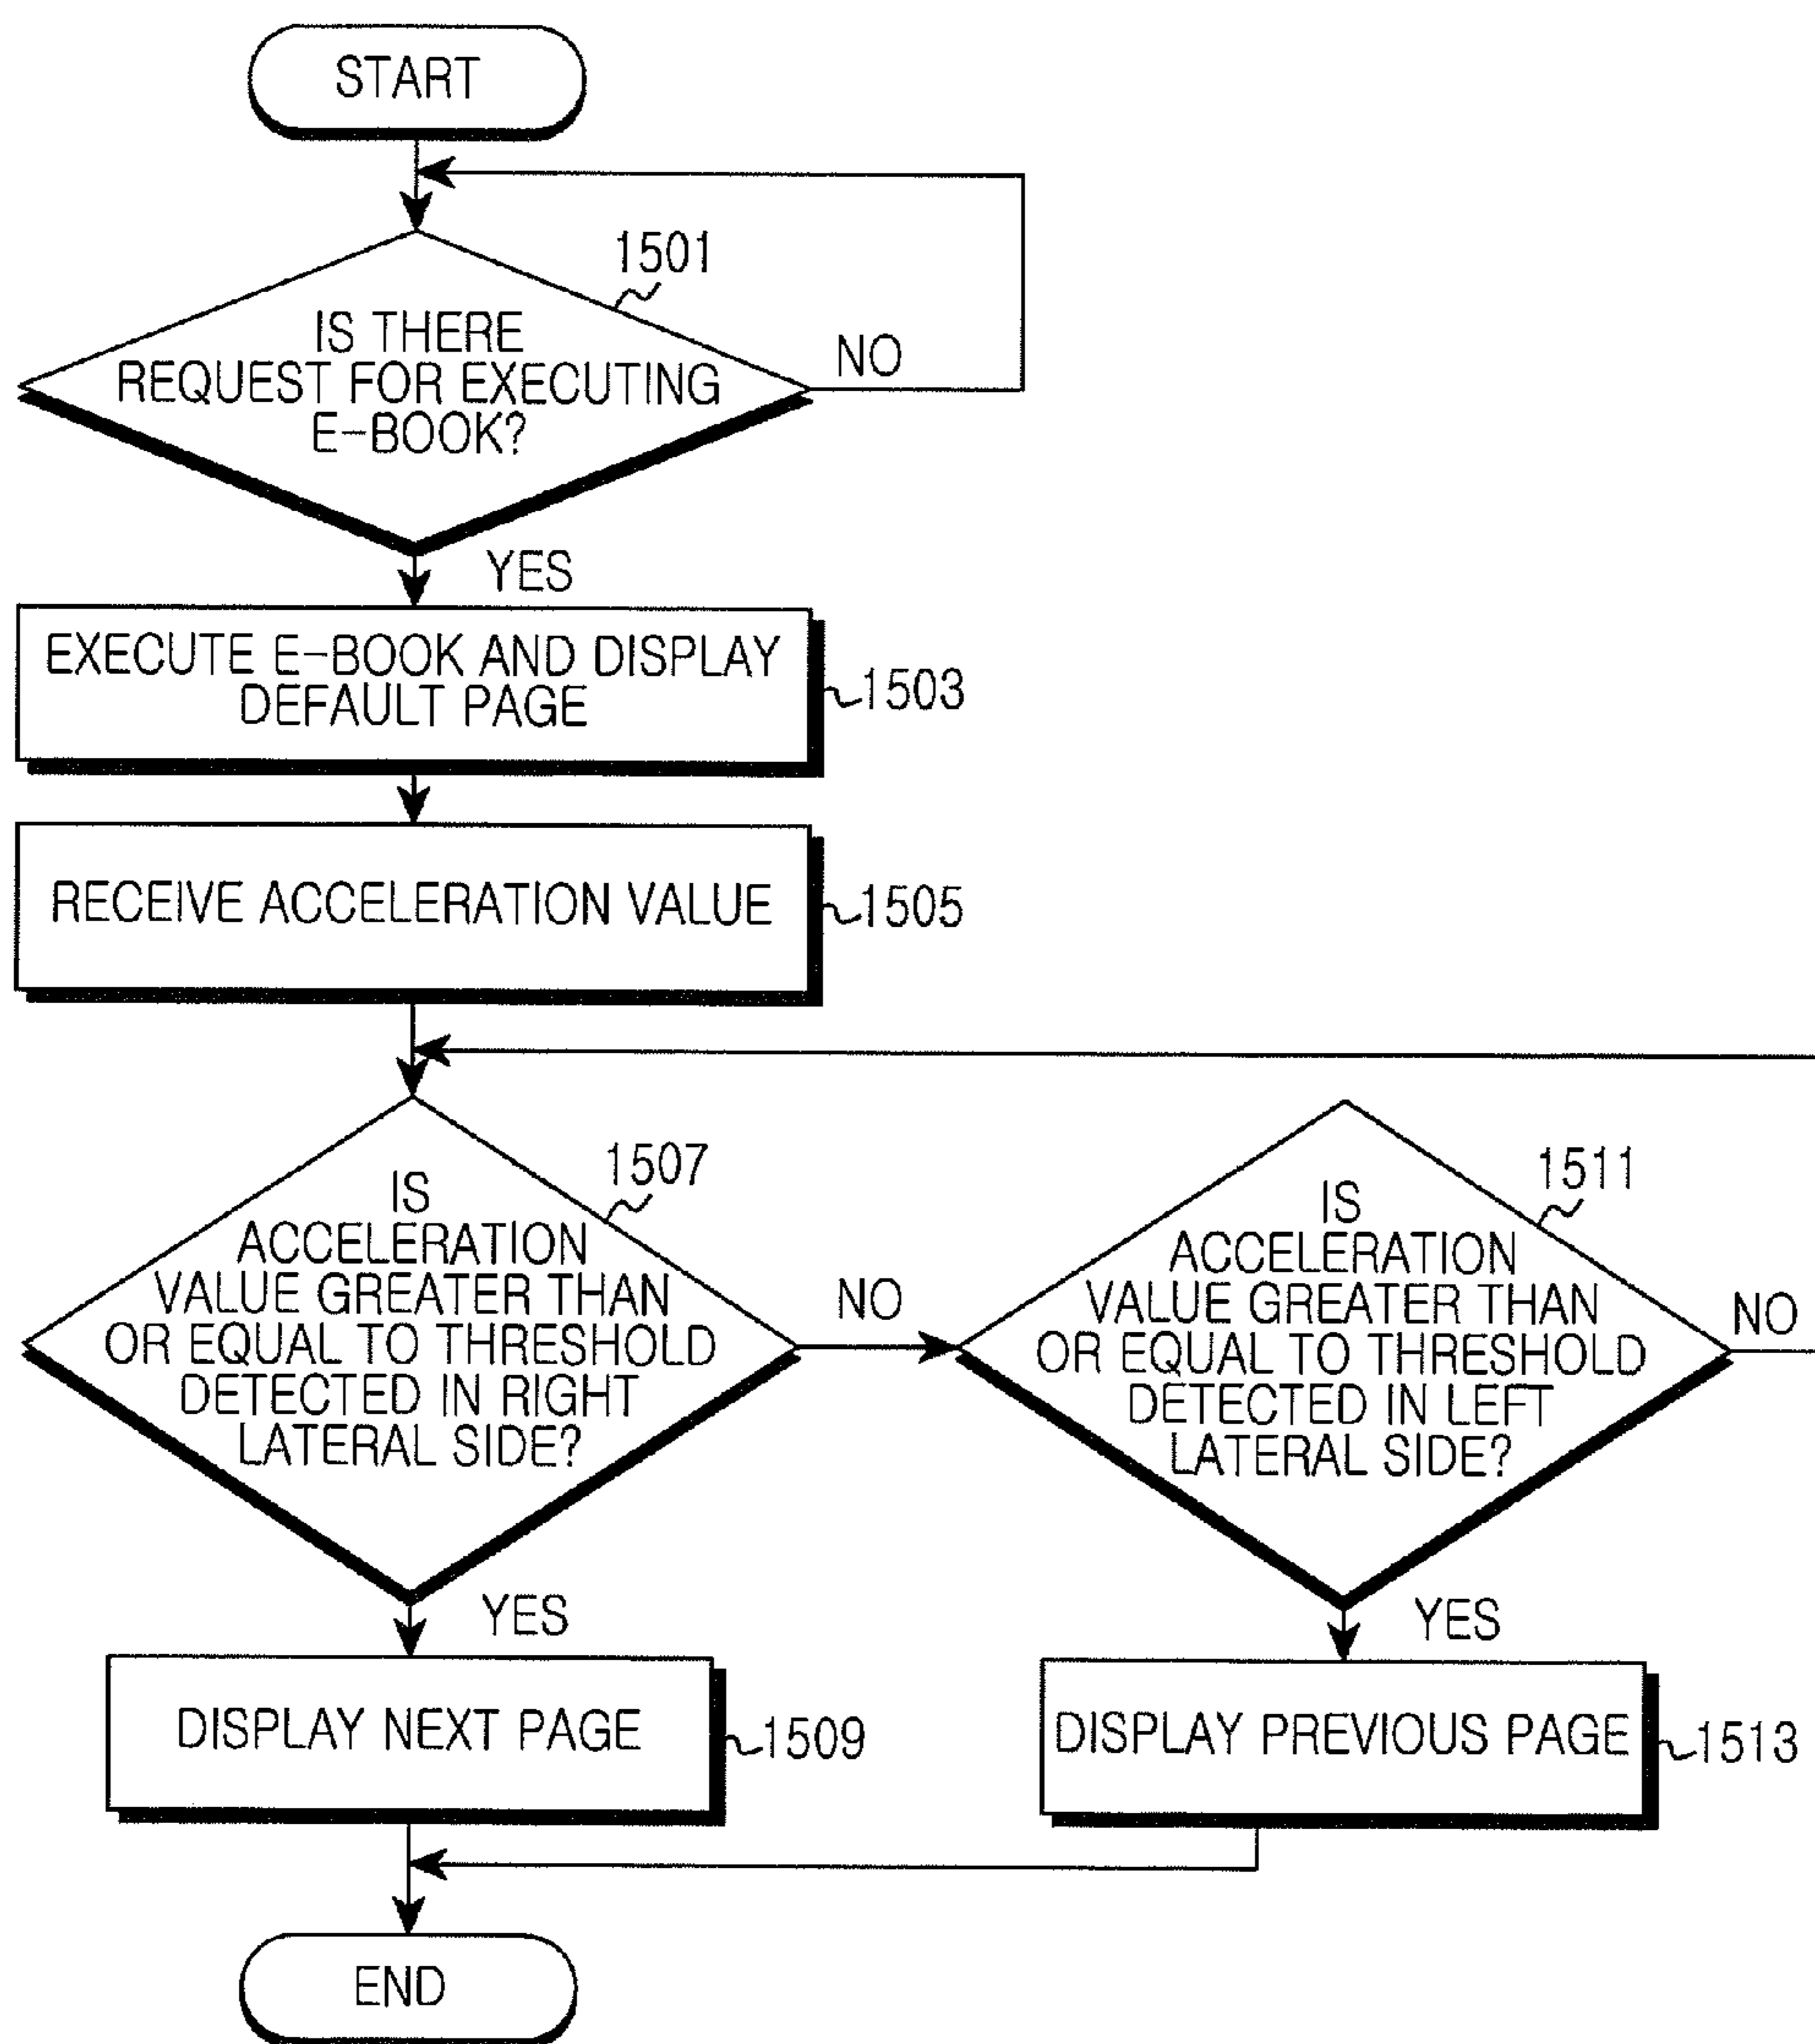 START
1501
IS THERE
REQUEST FOR EXECUTING
E-BOOK?
NO
YES
EXECUTE E-BOOK AND DISPLAY
DEFAULT PAGE
1503
RECEIVE ACCELERATION VALUE
1505
1507
IS
ACCELERATION
VALUE GREATER THAN
OR EQUAL TO THRESHOLD
DETECTED IN RIGHT
LATERAL SIDE?
NO
1511
IS
ACCELERATION
VALUE GREATER THAN
OR EQUAL TO THRESHOLD
DETECTED IN LEFT
LATERAL SIDE?
NO
YES
YES
DISPLAY NEXT PAGE
1509
DISPLAY PREVIOUS PAGE
1513
END